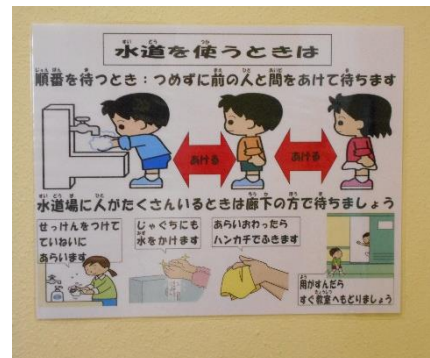 水道を使うときは
順番を待つとき：つめずに前の人と間をあけて待ちます
あける
あける
水道場に人がたくさんいるときは廊下の方で待ちましょう
せっけんをつけて
ていねいに
あらいます
じゃぐちにも
水をかけます
あらいおわったら
ハンカチでふきます
用がすんだら
すぐ教室へもどりましょう